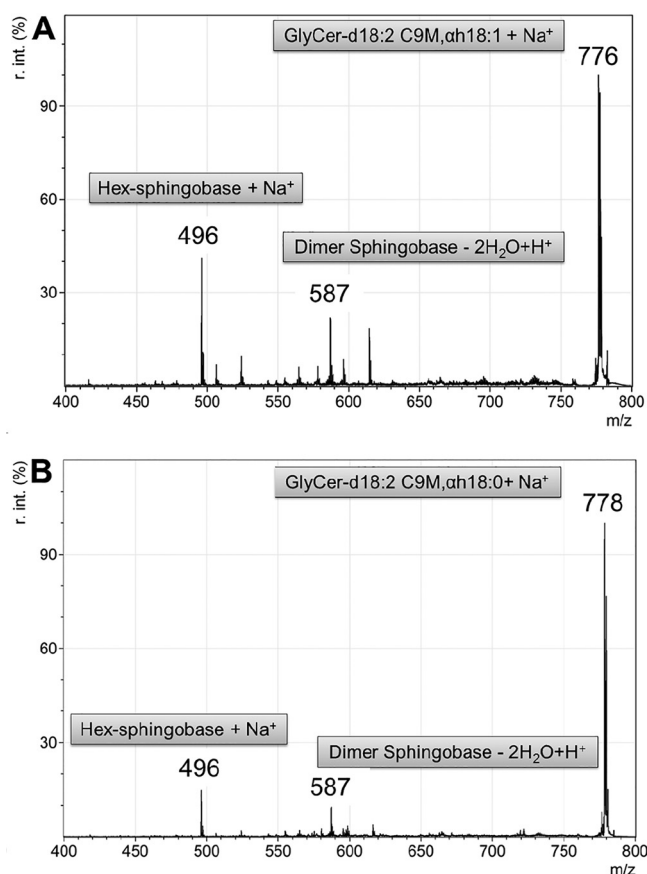 A
r. int. (%)
GlyCer-d18:2 C9M,αh18:1 + Na⁺
776
90
Hex-sphingobase + Na⁺
60
496
Dimer Sphingobase - 2H₂O+H⁺
587
30
400 450 500 550 600 650 700 750 800
m/z
B
r. int. (%)
GlyCer-d18:2 C9M,αh18:0+ Na⁺
778
90
60
Hex-sphingobase + Na⁺
Dimer Sphingobase - 2H₂O+H⁺
30
496
587
400 450 500 550 600 650 700 750 800
m/z